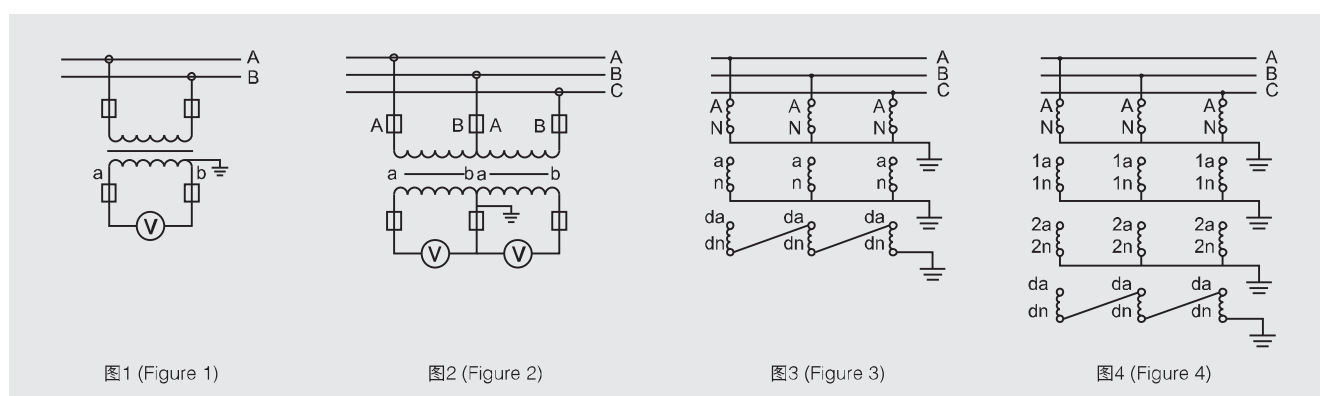 A
B
a
b
V
图1 (Figure 1)
A
B
C
A
B
A
B
a
b
a
b
V
V
图2 (Figure 2)
A
B
C
A
A
A
N
N
N
a
a
a
n
n
n
da
da
da
dn
dn
dn
图3 (Figure 3)
A
B
C
A
A
A
N
N
N
1a
1a
1a
1n
1n
1n
2a
2a
2a
2n
2n
2n
da
da
da
dn
dn
dn
图4 (Figure 4)